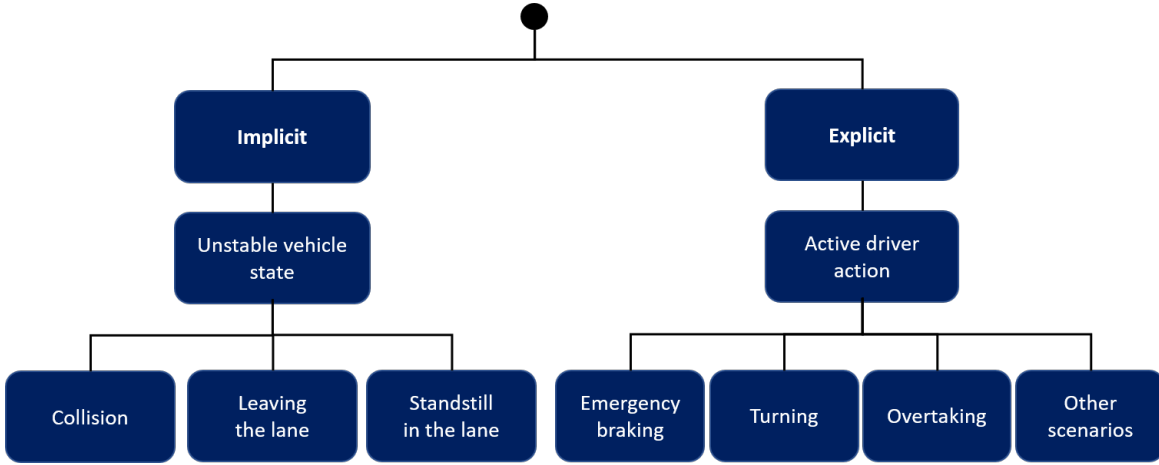 Implicit
Explicit
Unstable vehicle
state
Active driver
action
Collision
Leaving
the lane
Standstill
in the lane
Emergency
braking
Turning
Overtaking
Other
scenarios